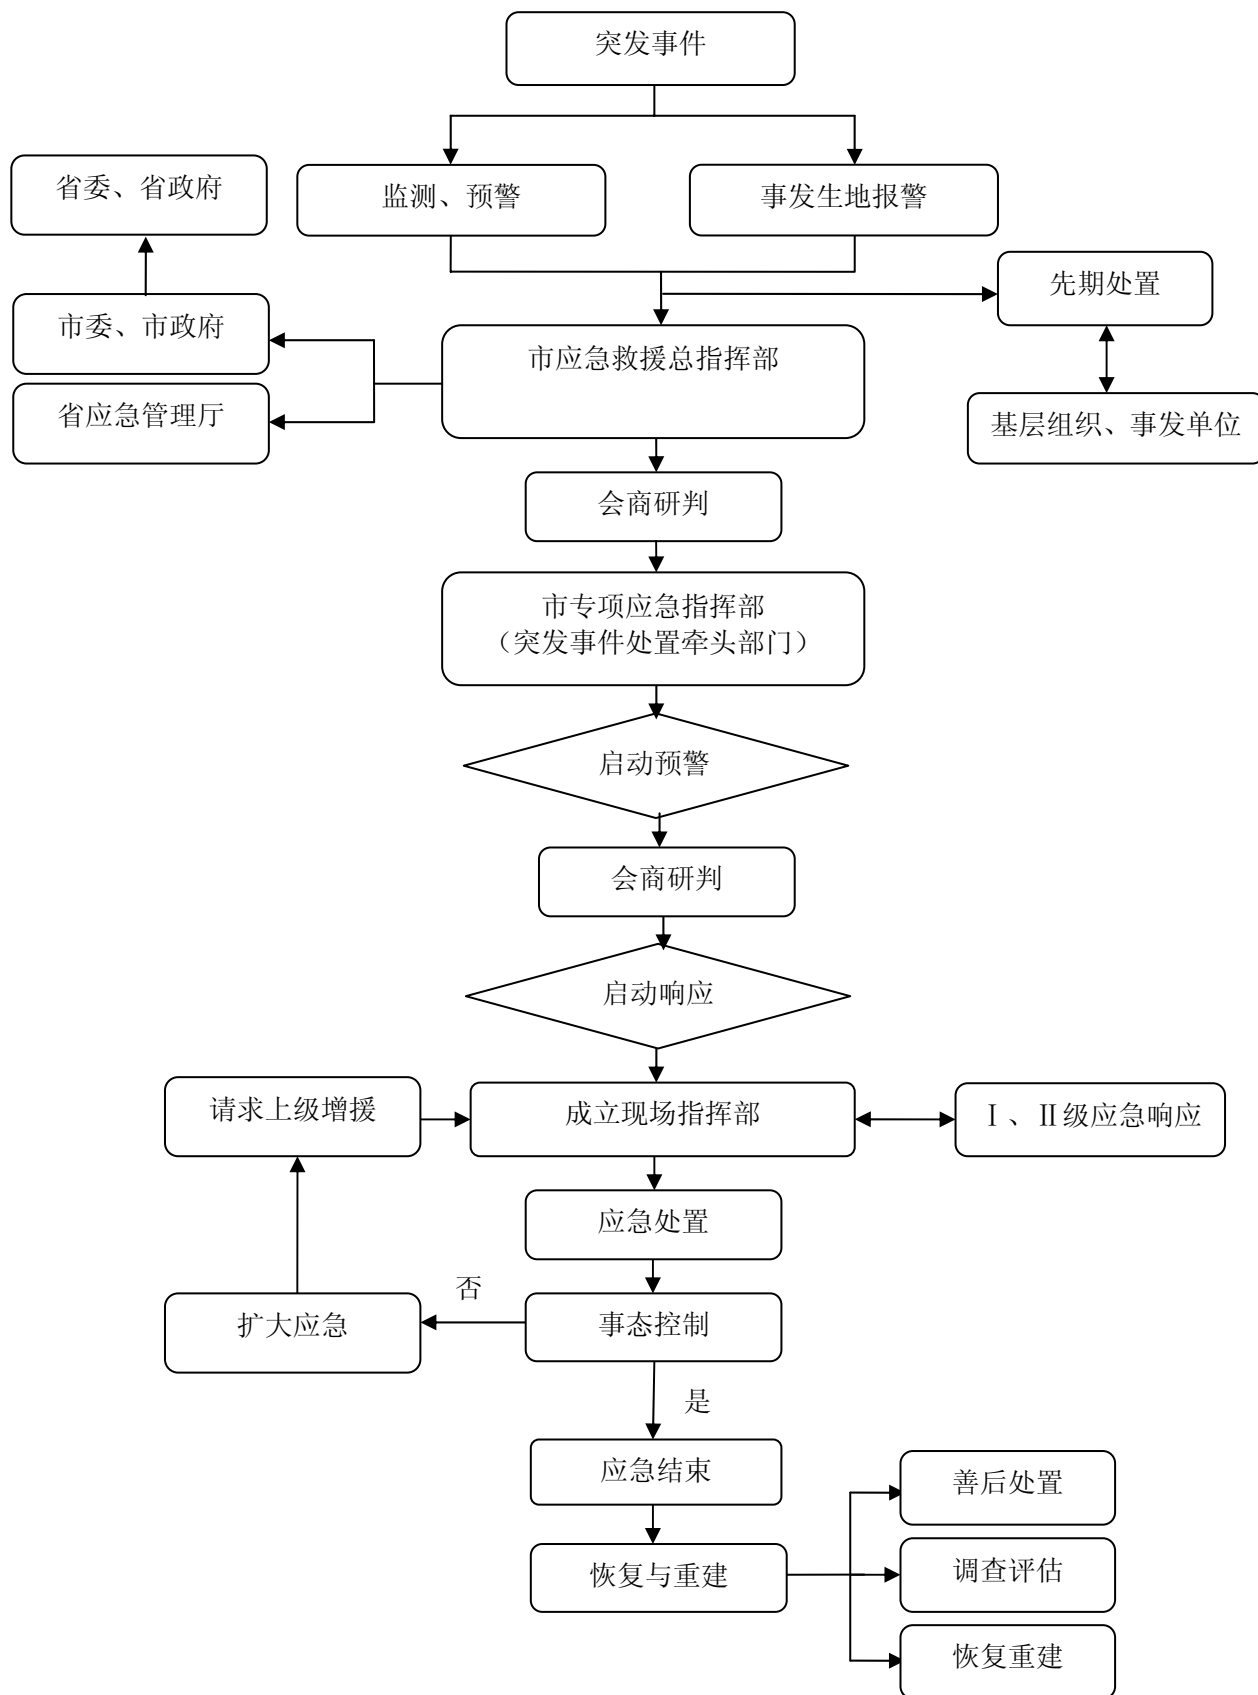 突发事件
省委、省政府
监测、预警
事发生地报警
先期处置
市委、市政府
市应急救援总指挥部
省应急管理厅
基层组织、事发单位
会商研判
市专项应急指挥部
（突发事件处置牵头部门）
启动预警
会商研判
启动响应
请求上级增援
成立现场指挥部
Ⅰ、Ⅱ级应急响应
应急处置
否
扩大应急
事态控制
是
应急结束
善后处置
恢复与重建
调查评估
恢复重建